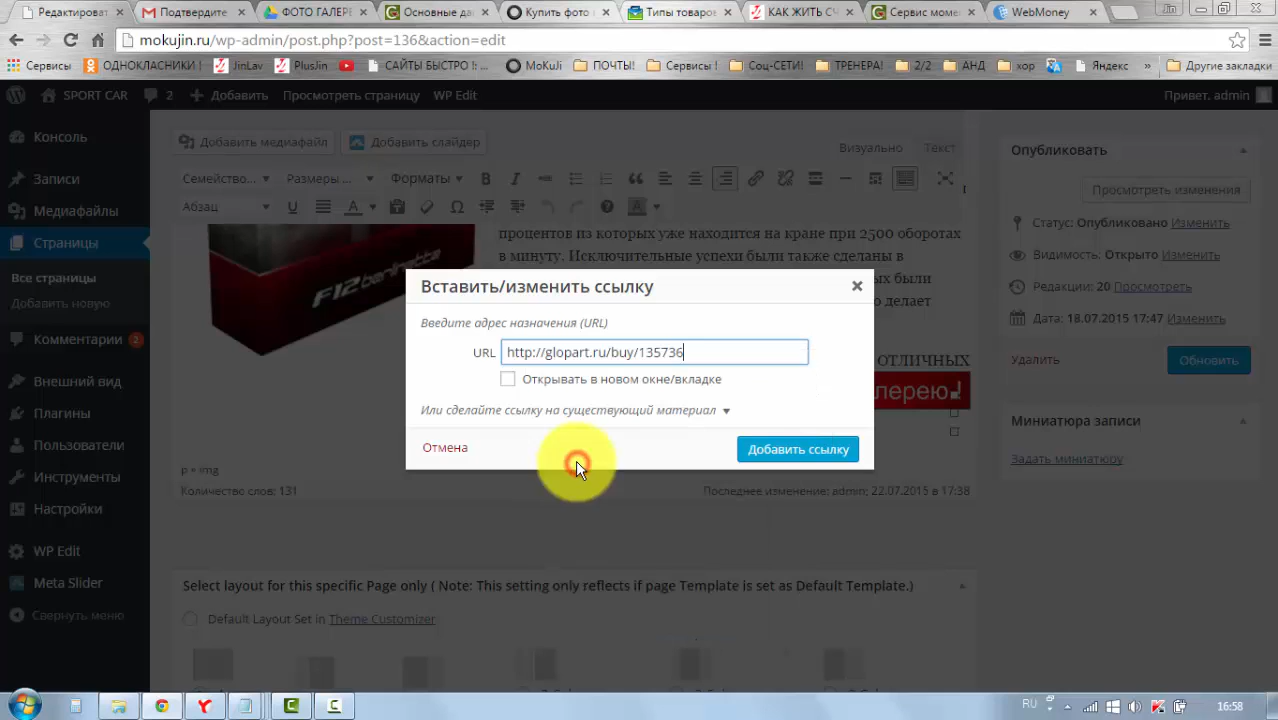 Редактироват
Подтвердите
ФОТО ГАЛЕР
Основные да
Купить фото
Типы товаров
КАК ЖИТЬ СЧ
Сервис моме
WebMoney
Jin
mokujin.ru/wp-admin/post.php?post=136&action=edit
Сервисы
ОДНОКЛАСНИКИ
JinLav
PlusJin
САЙТЫ БЫСТРО !:...
MoKuJi
ПОЧТЫ!
Сервисы !
Соц-СЕТИ!
ТРЕНЕРА!
2/2
АНД
хор
Яндекс
»
Другие закладки
SPORT CAR
2
Добавить
Просмотреть страницу
WP Edit
Привет, admin
Консоль
Записи
Медиафайлы
Страницы
Все страницы
Добавить новую
Комментарии 2
Внешний вид
Плагины
Пользователи
Инструменты
Настройки
WP Edit
Meta Slider
Свернуть меню
Добавить медиафайл
Добавить слайдер
Визуально
Текст
Семейство...
Размеры ...
Форматы
Абзац
F12berlinetta
процентов из которых уже находится на кране при 2500 оборотах
в минуту. Исключительные успехи были также сделаны в
х были
о делает
ОТЛИЧНЫХ
алерею.!
Вставить/изменить ссылку
Введите адрес назначения (URL)
URL
http://glopart.ru/buy/135736
Открывать в новом окне/вкладке
Или сделайте ссылку на существующий материал
Отмена
Добавить ссылку
p » img
Количество слов: 131
Последнее изменение: admin; 22.07.2015 в 17:38
Опубликовать
Просмотреть изменения
Статус: Опубликовано Изменить
Видимость: Открыто Изменить
Редакции: 20 Просмотреть
Дата: 18.07.2015 17:47 Изменить
Удалить
Обновить
Миниатюра записи
Задать миниатюру
Select layout for this specific Page only ( Note: This setting only reflects if page Template is set as Default Template.)
Default Layout Set in Theme Customizer
RU
16:58